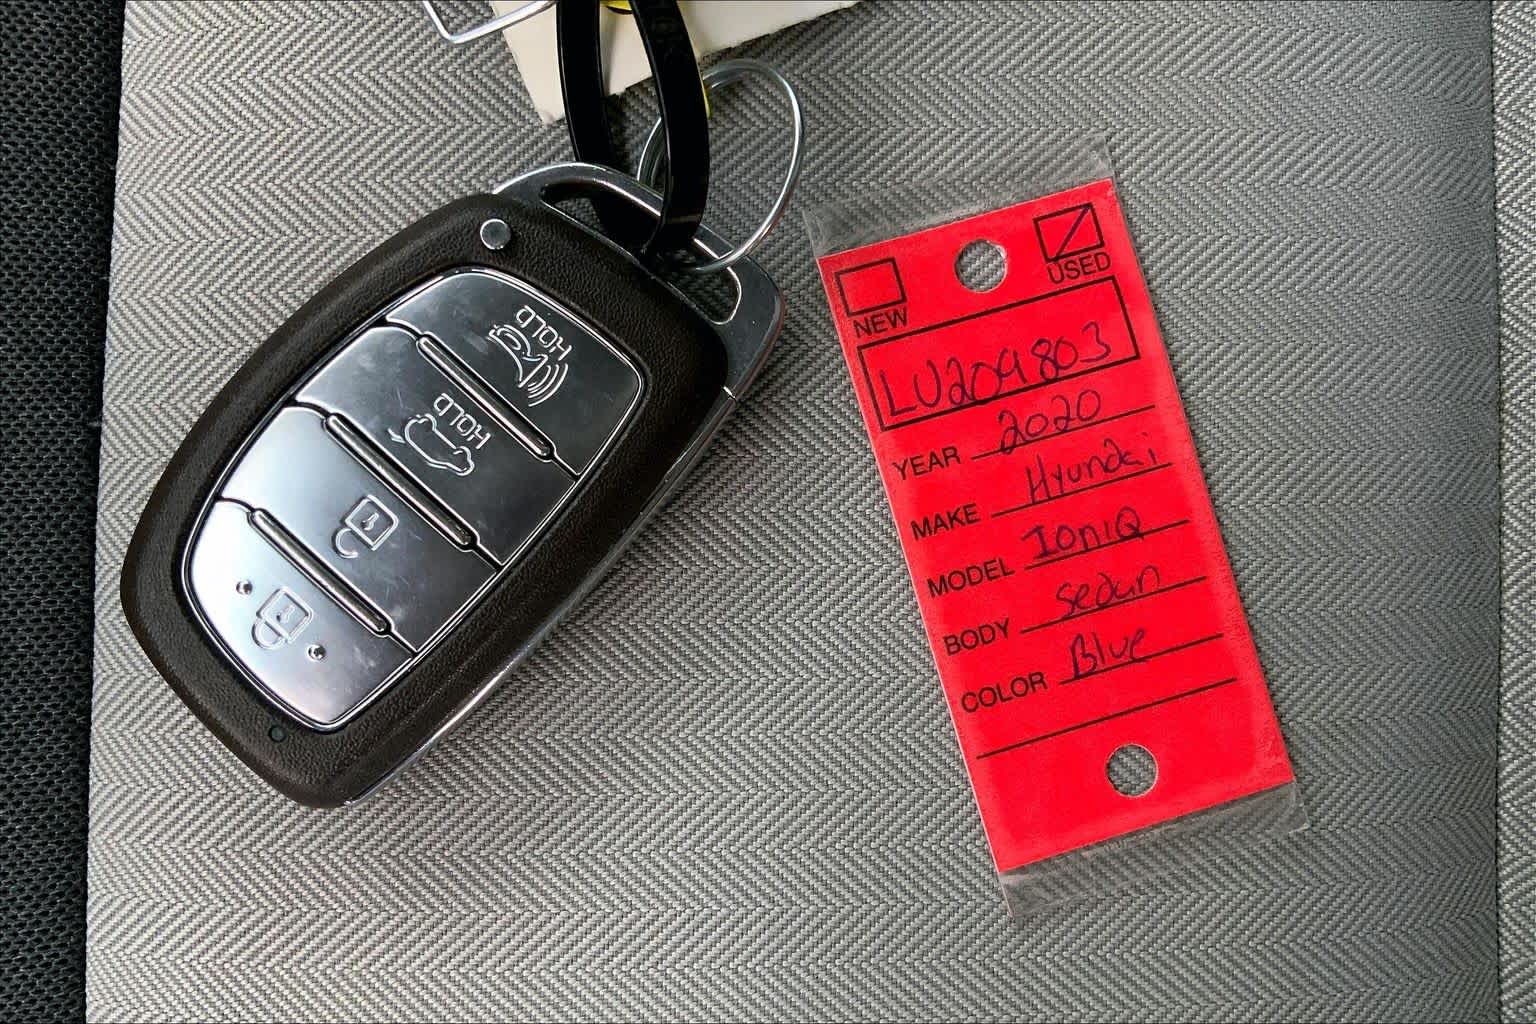 HOLD
HOLD
NEW
USED
LU209803
YEAR 2020
MAKE Hyundai
MODEL IONIQ
BODY Sedan
COLOR Blue